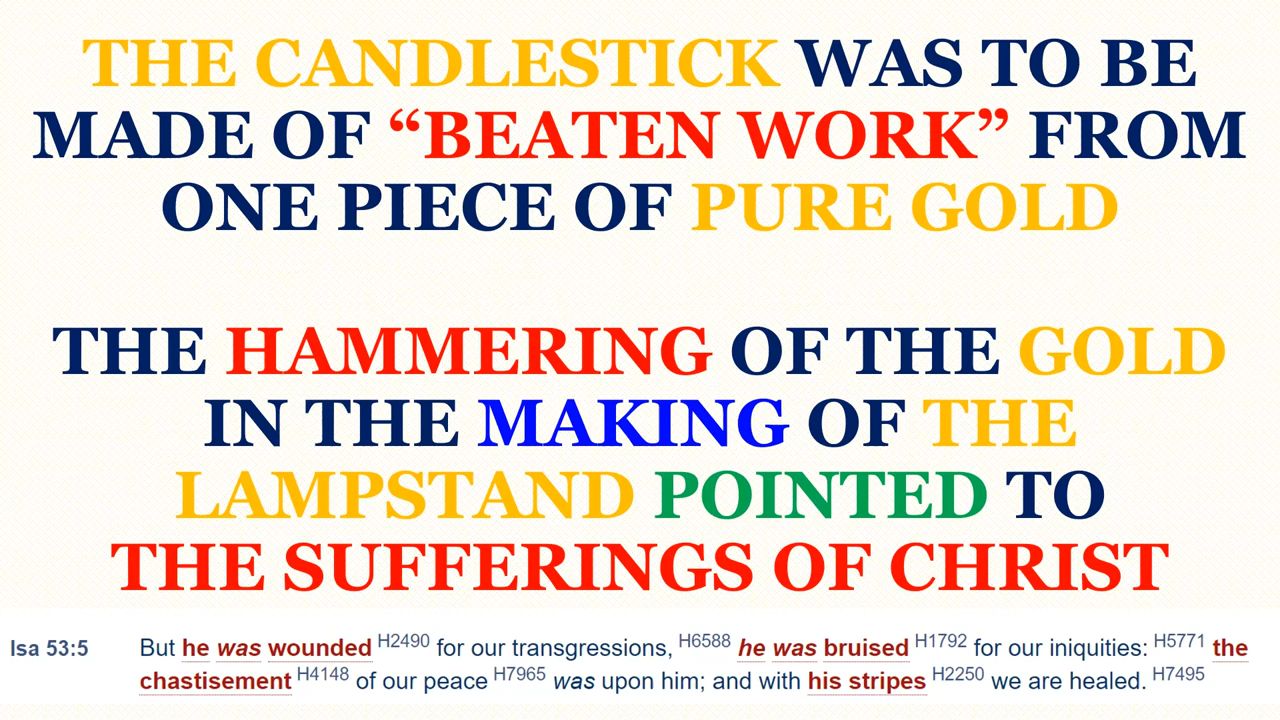 THE CANDLESTICK WAS TO BE
MADE OF “BEATEN WORK” FROM
ONE PIECE OF PURE GOLD
THE HAMMERING OF THE GOLD
IN THE MAKING OF THE
LAMPSTAND POINTED TO
THE SUFFERINGS OF CHRIST
Isa 53:5 But he was wounded H2490 for our transgressions, H6588 he was bruised H1792 for our iniquities: H5771 the
chastisement H4148 of our peace H7965 was upon him; and with his stripes H2250 we are healed. H7495